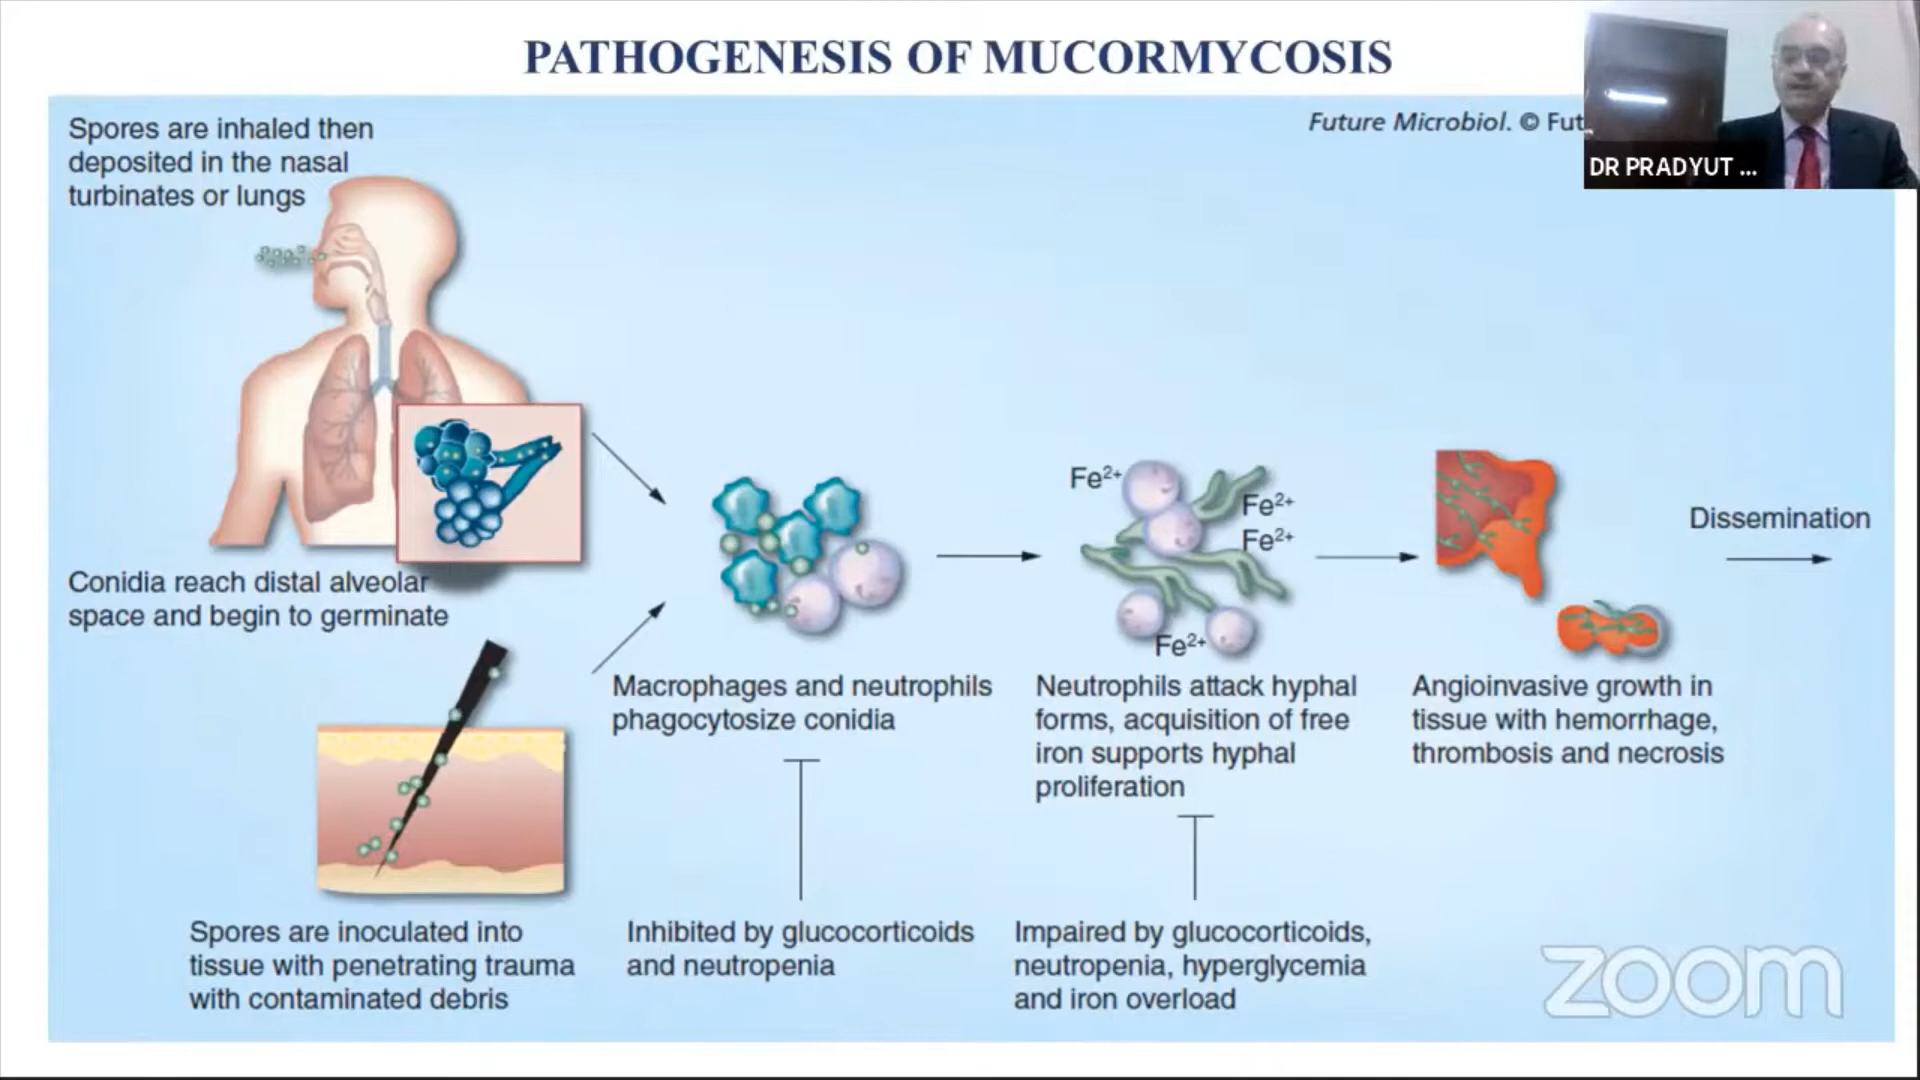 PATHOGENESIS OF MUCORMYCOSIS
Spores are inhaled then
deposited in the nasal
turbinates or lungs
Future Microbiol. © Fut
DR PRADYUT ...
Conidia reach distal alveolar
space and begin to germinate
Fe²⁺
Fe²⁺
Fe²⁺
Fe²⁺
Dissemination
Macrophages and neutrophils
phagocytosize conidia
Neutrophils attack hyphal
forms, acquisition of free
iron supports hyphal
proliferation
Angioinvasive growth in
tissue with hemorrhage,
thrombosis and necrosis
Spores are inoculated into
tissue with penetrating trauma
with contaminated debris
Inhibited by glucocorticoids
and neutropenia
Impaired by glucocorticoids,
neutropenia, hyperglycemia
and iron overload
zoom